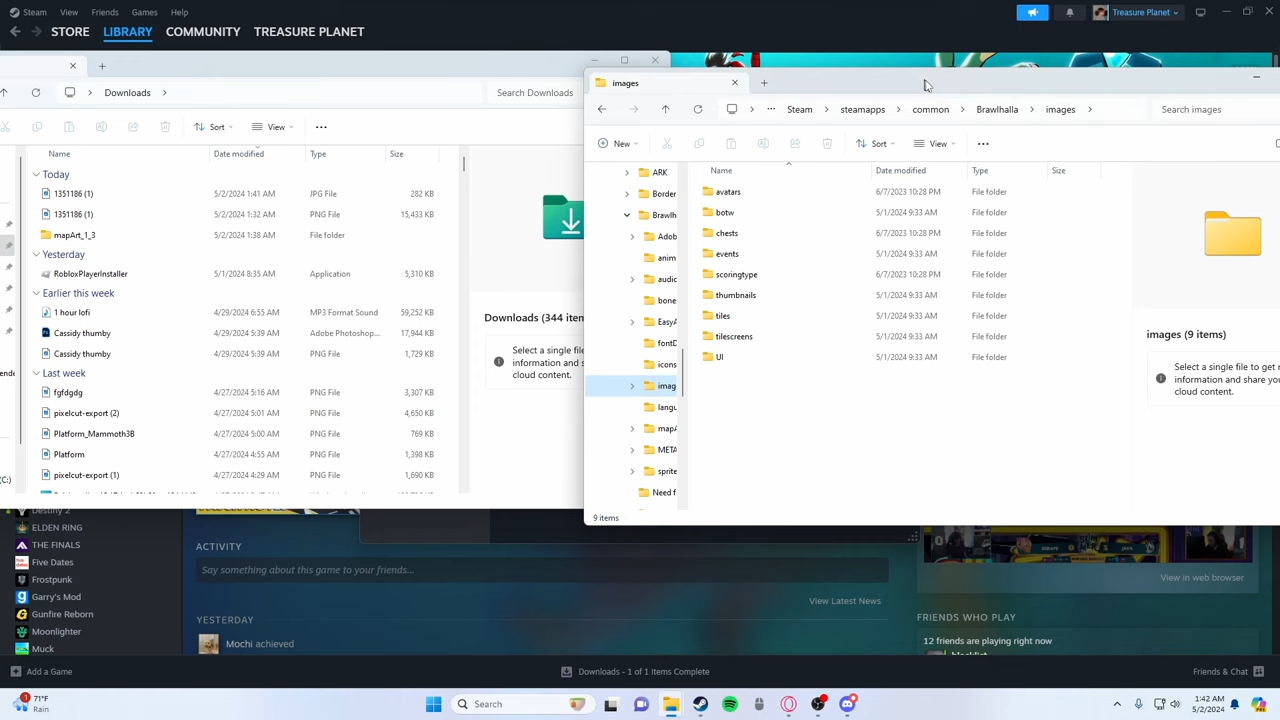 Steam View Friends Games Help
Treasure Planet
STORE LIBRARY COMMUNITY TREASURE PLANET
Downloads
Search Downloads
Sort View
Name Date modified Type Size
Today
1351186 (1) 5/2/2024 1:41 AM JPG File 282 KB
1351186 (1) 5/2/2024 1:32 AM PNG File 15,433 KB
mapArt_1_3 5/2/2024 1:38 AM File folder
Yesterday
RobloxPlayerInstaller 5/1/2024 8:35 AM Application 5,310 KB
Earlier this week
1 hour lofi 4/29/2024 6:55 AM MP3 Format Sound 59,252 KB
Cassidy thumby 4/29/2024 5:39 AM Adobe Photoshop... 17,944 KB
Cassidy thumby 4/29/2024 5:39 AM PNG File 1,729 KB
Last week
fgfdgdg 4/27/2024 5:16 AM PNG File 3,307 KB
pixelcut-export (2) 4/27/2024 5:01 AM PNG File 4,650 KB
Platform_Mammoth3B 4/27/2024 5:00 AM PNG File 769 KB
Platform 4/27/2024 4:55 AM PNG File 1,398 KB
pixelcut-export (1) 4/27/2024 4:29 AM PNG File 1,690 KB
Downloads (344 item
Select a single file
information and s
cloud content.
(C:)
images
Steam steamapps common Brawlhalla images
Search images
New Sort View
Name Date modified Type Size
ARK
Border
Brawlh
Adob
anim
audic
bone
EasyA
fontD
icons
imag
langu
mapA
META
sprite
Need f
avatars 6/7/2023 10:28 PM File folder
botw 5/1/2024 9:33 AM File folder
chests 6/7/2023 10:28 PM File folder
events 5/1/2024 9:33 AM File folder
scoringtype 6/7/2023 10:28 PM File folder
thumbnails 5/1/2024 9:33 AM File folder
tiles 5/1/2024 9:33 AM File folder
tilescreens 5/1/2024 9:33 AM File folder
UI 5/1/2024 9:33 AM File folder
images (9 items)
Select a single file to get r
information and share you
cloud content.
9 items
Destiny 2
ELDEN RING
THE FINALS
Five Dates
Frostpunk
Garry's Mod
Gunfire Reborn
Moonlighter
Muck
ACTIVITY
Say something about this game to your friends...
View Latest News
YESTERDAY
Mochi achieved
View in web browser
FRIENDS WHO PLAY
12 friends are playing right now
Add a Game
Downloads - 1 of 1 Items Complete
Friends & Chat
1
71°F
Rain
Search
1:42 AM
5/2/2024